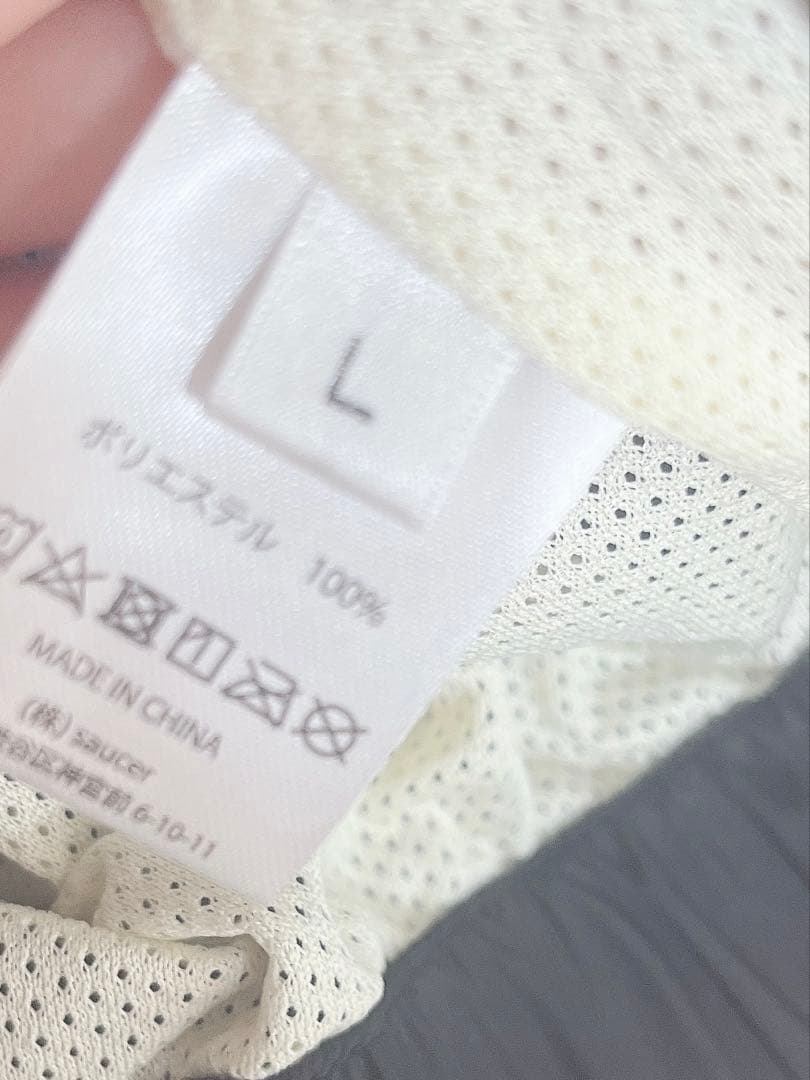 L
ポリエステル 100%
MADE IN CHINA
(株) saucer
谷区神宮前 6-10-11